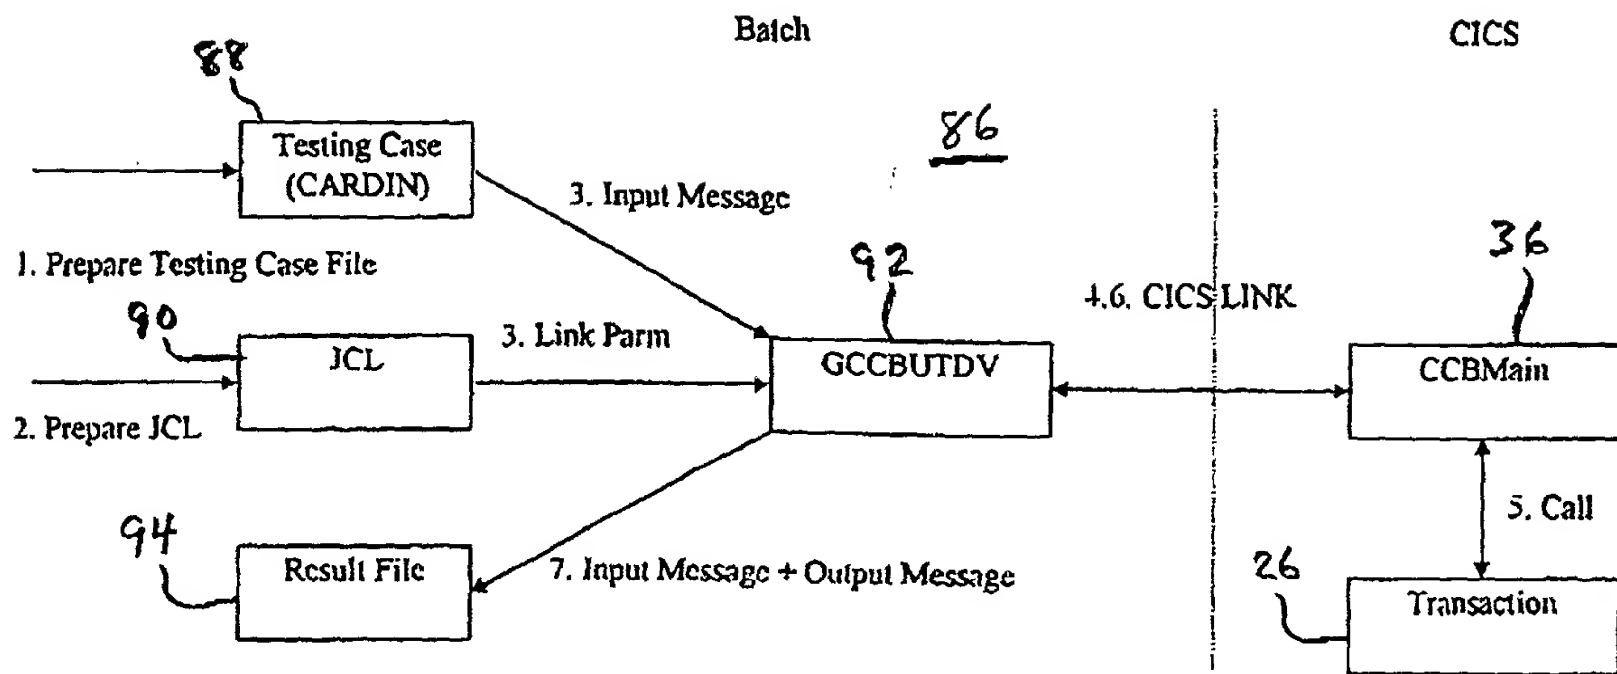 Batch
CICS
88
Testing Case
(CARDIN)
86
3. Input Message
1. Prepare Testing Case File
92
36
4.6. CICS LINK
90
JCL
3. Link Parm
GCCBUTDV
CCBMain
2. Prepare JCL
5. Call
94
Result File
7. Input Message + Output Message
26
Transaction